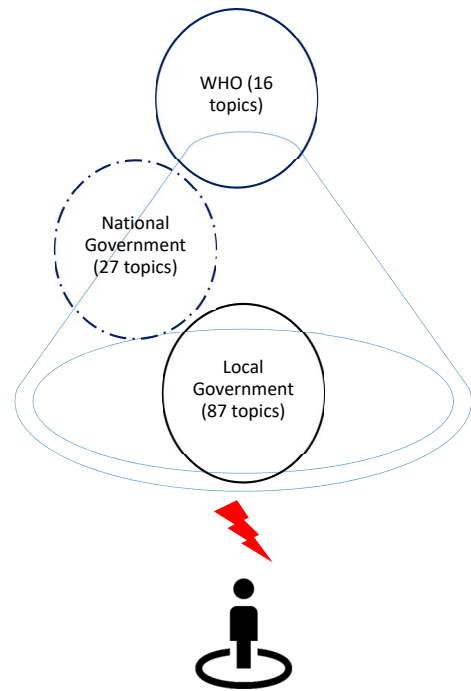 WHO (16
topics)
National
Government
(27 topics)
Local
Government
(87 topics)